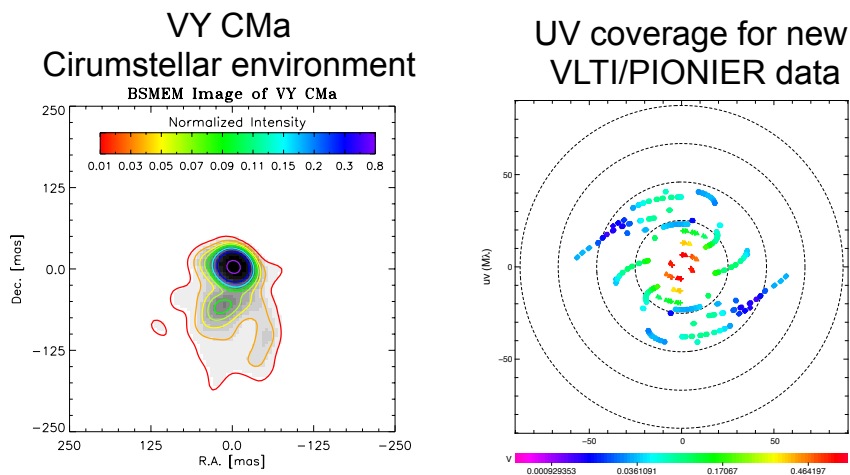 VY CMa
Cirumstellar environment
BSMEM Image of VY CMa
250
125
0.0
-125
-250
Dec. [mas]
Normalized Intensity
0.01 0.03 0.05 0.07 0.09 0.11 0.15 0.2 0.3 0.8
250 125 0.0 -125 -250
R.A. [mas]
UV coverage for new
VLTI/PIONIER data
50
0
-50
uv (Mλ)
-50 0 50
V
0.000929353 0.0361091 0.17067 0.464197